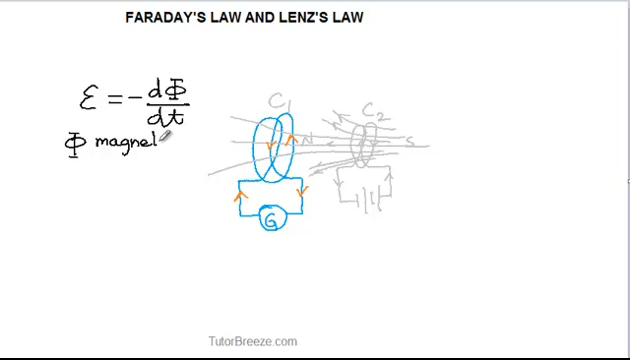 FARADAY'S LAW AND LENZ'S LAW
ℰ = - dΦ/dt
Φ magnet
C1
C2
N
S
G
TutorBreeze.com